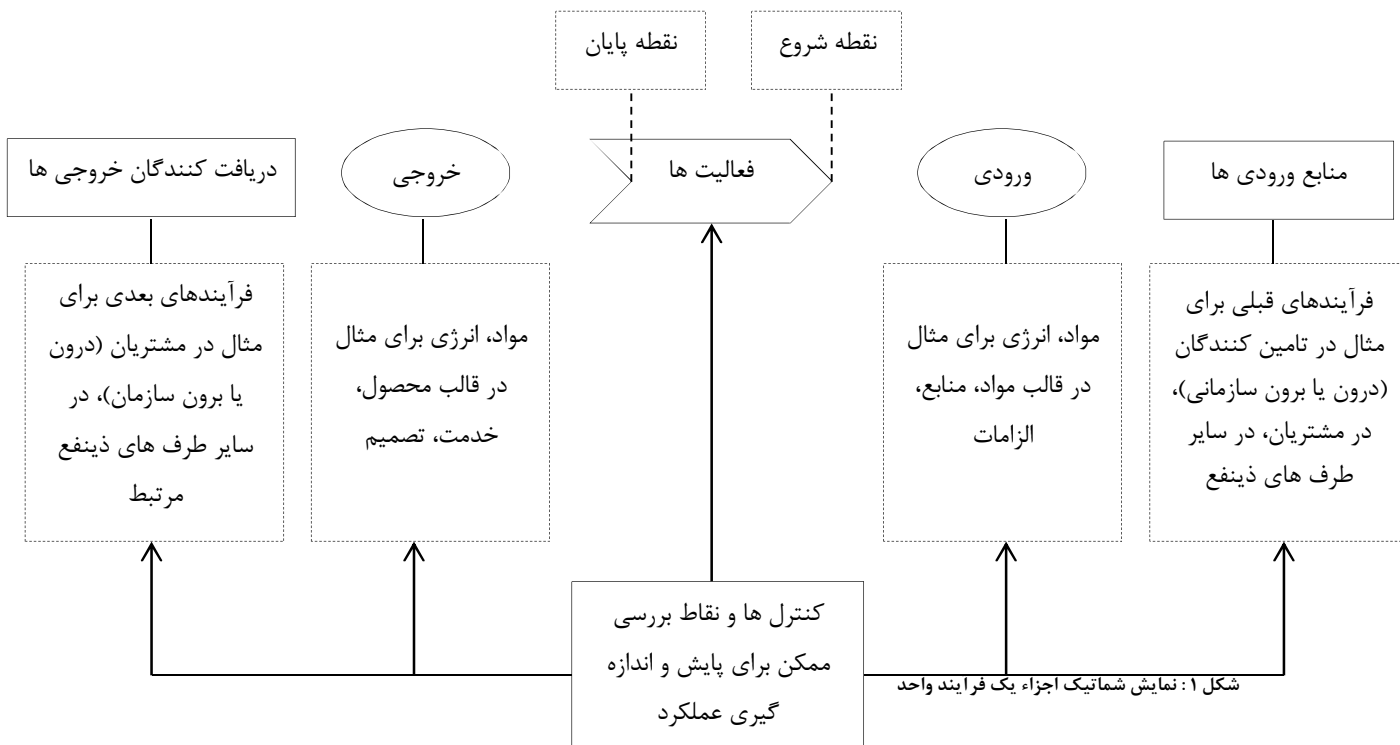 نقطه شروع
نقطه پایان
منابع ورودی ها
ورودی
فعالیت ها
خروجی
دریافت کنندگان خروجی ها
فرآیندهای قبلی برای
مثال در تامین کنندگان
(درون یا برون سازمانی)،
در مشتریان، در سایر
طرف های ذینفع
مواد، انرژی برای مثال
در قالب مواد، منابع،
الزامات
مواد، انرژی برای مثال
در قالب محصول،
خدمت، تصمیم
فرآیندهای بعدی برای
مثال در مشتریان (درون
یا برون سازمان)، در
سایر طرف های ذینفع
مرتبط
کنترل ها و نقاط بررسی
ممکن برای پایش و اندازه
گیری عملکرد
شکل ۱ : نمایش شماتیک اجزاء یک فرآیند واحد